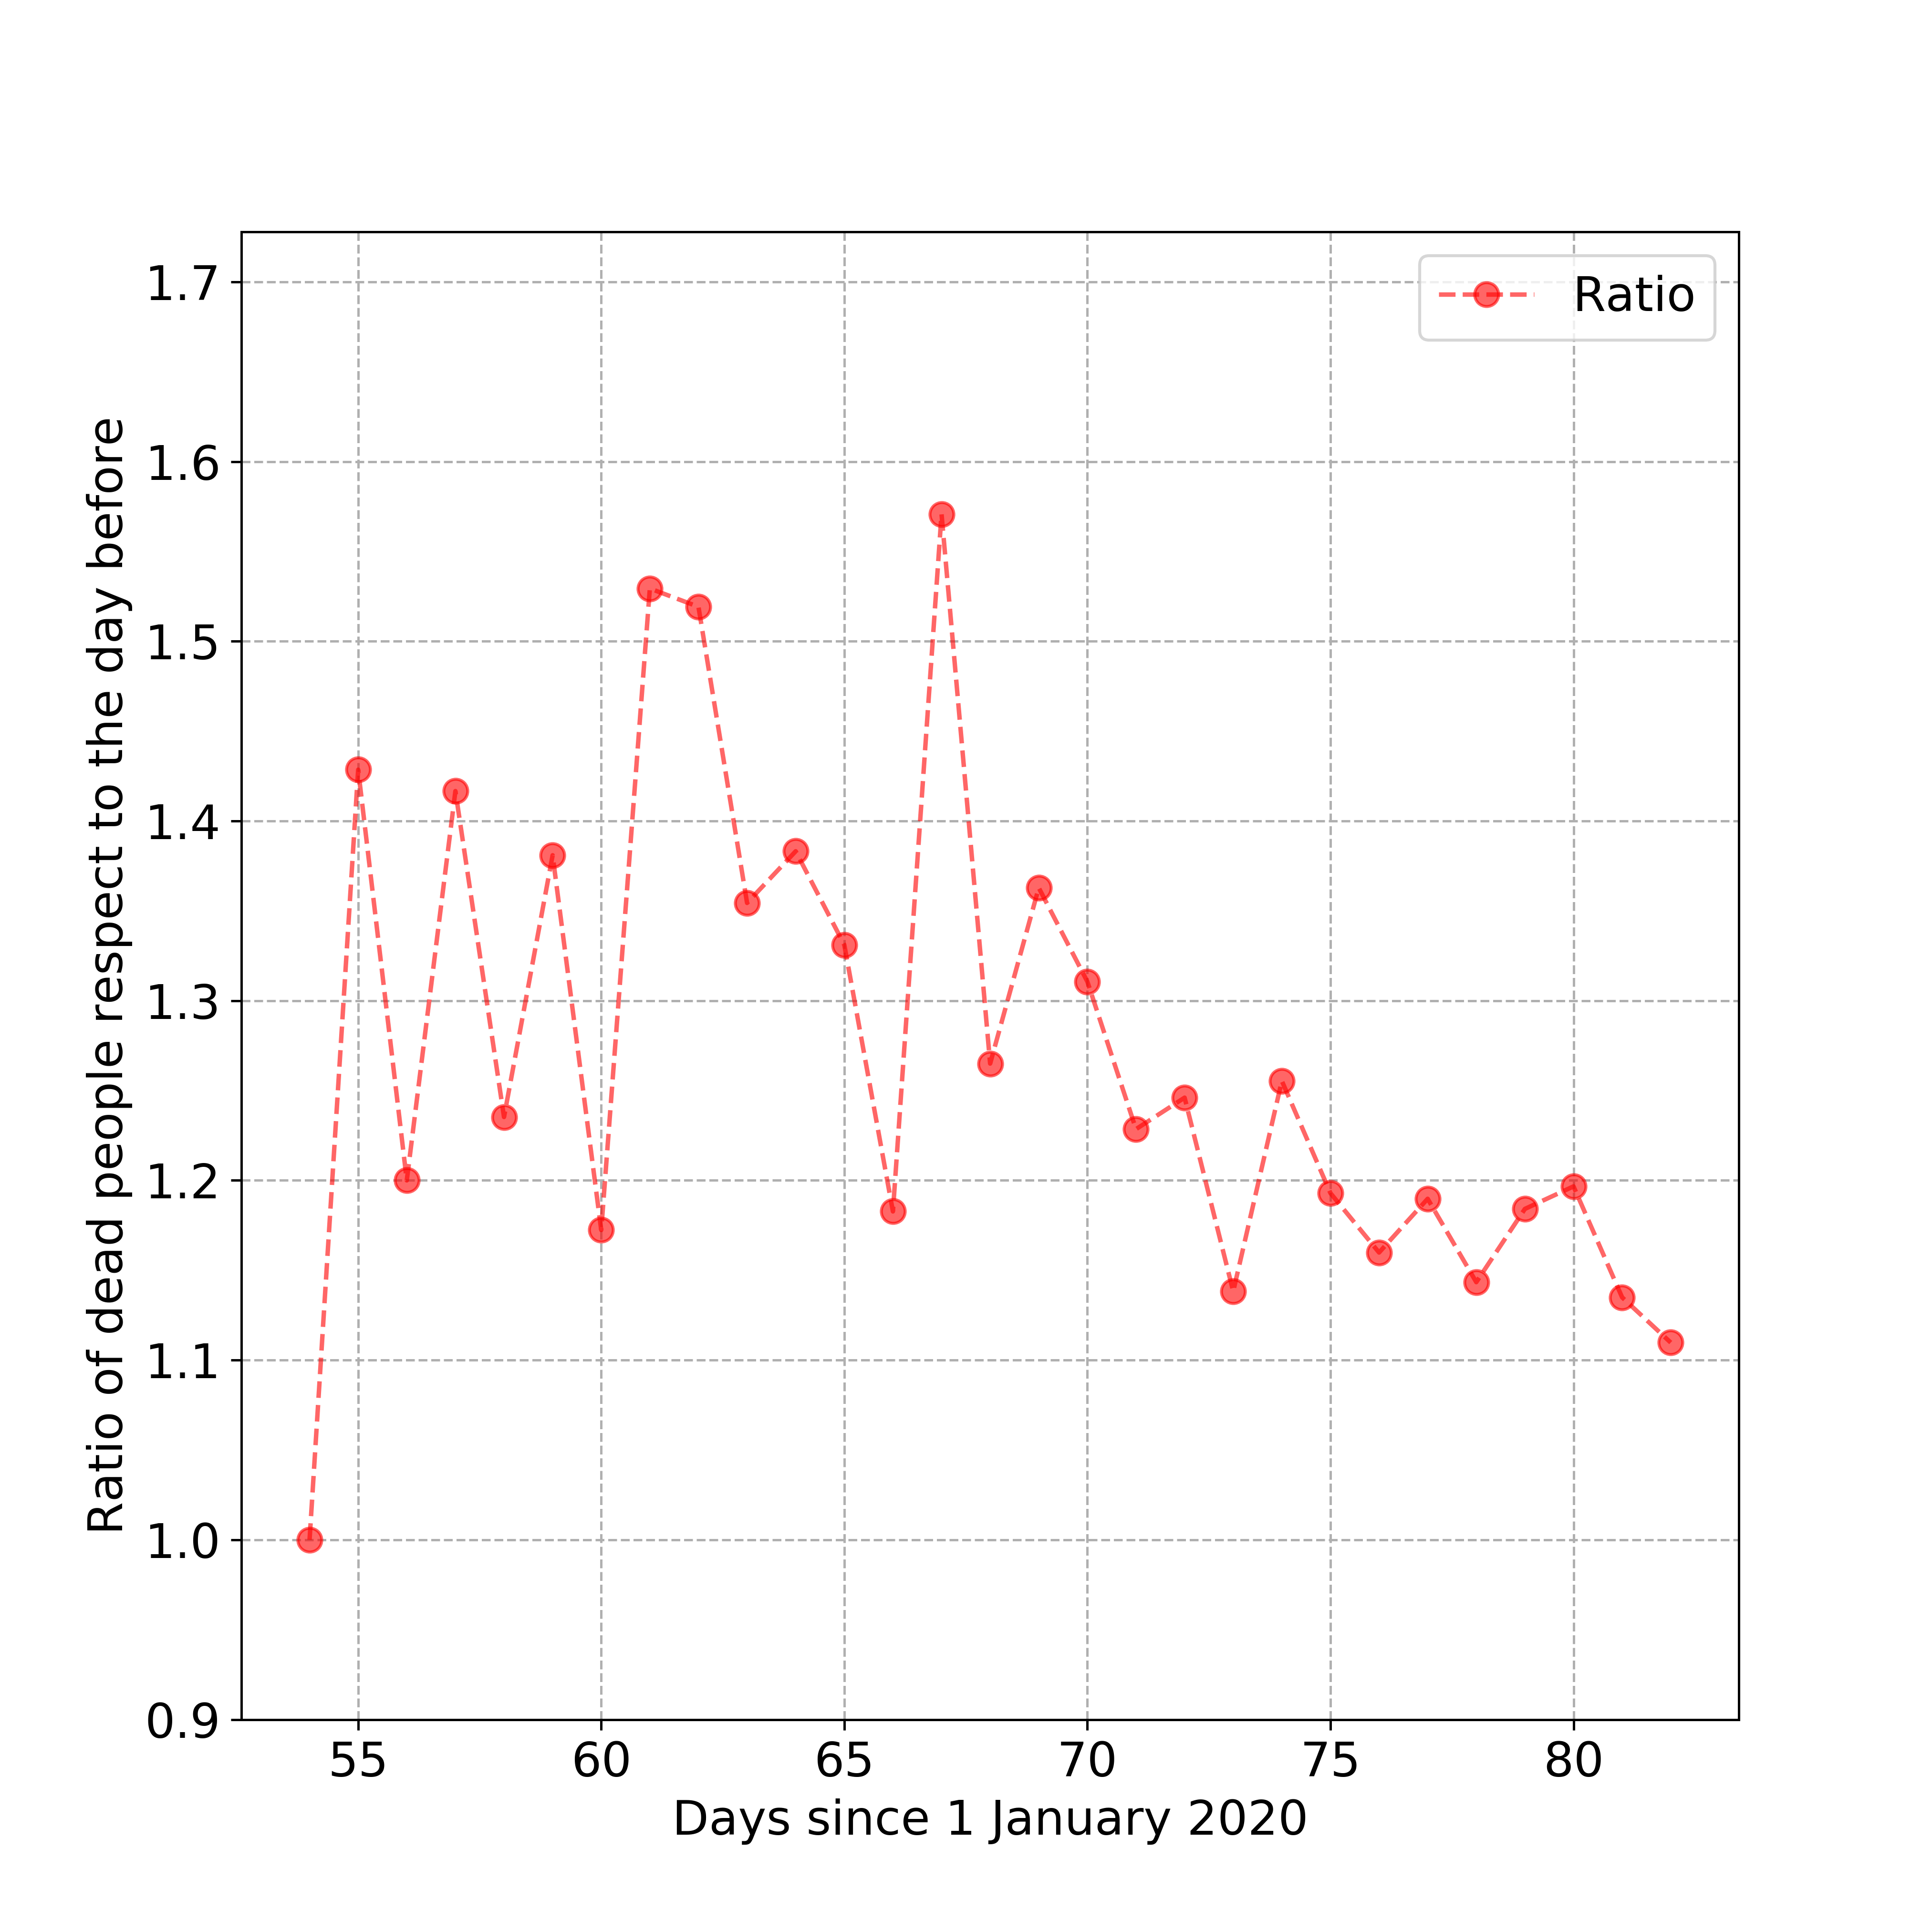 Ratio
Ratio of dead people respect to the day before
1.7
1.6
1.5
1.4
1.3
1.2
1.1
1.0
0.9
55 60 65 70 75 80
Days since 1 January 2020